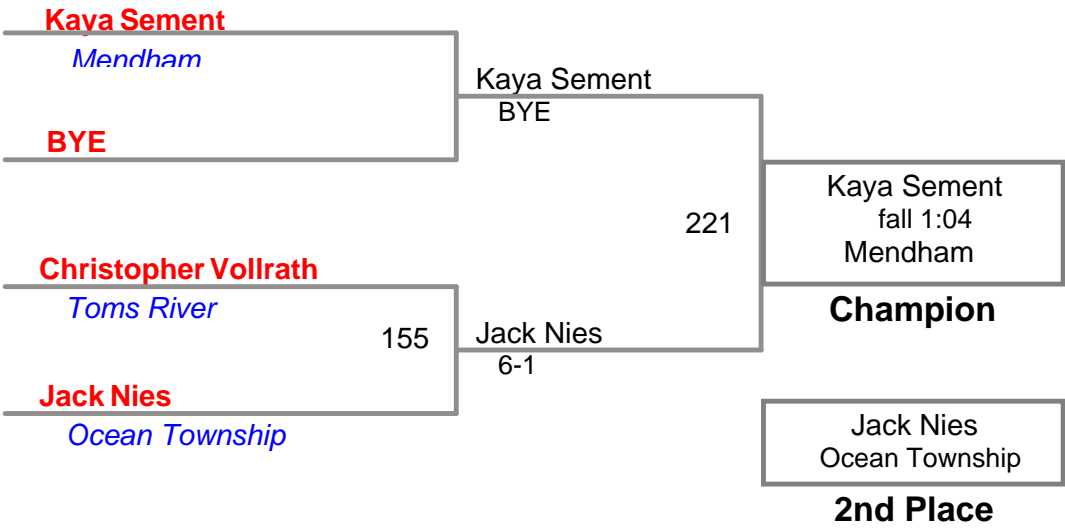 Kaya Sement
Mendham
Kaya Sement
BYE
BYE
Kaya Sement
fall 1:04
Mendham
221
Christopher Vollrath
Toms River
Champion
155
Jack Nies
6-1
Jack Nies
Ocean Township
Jack Nies
Ocean Township
2nd Place